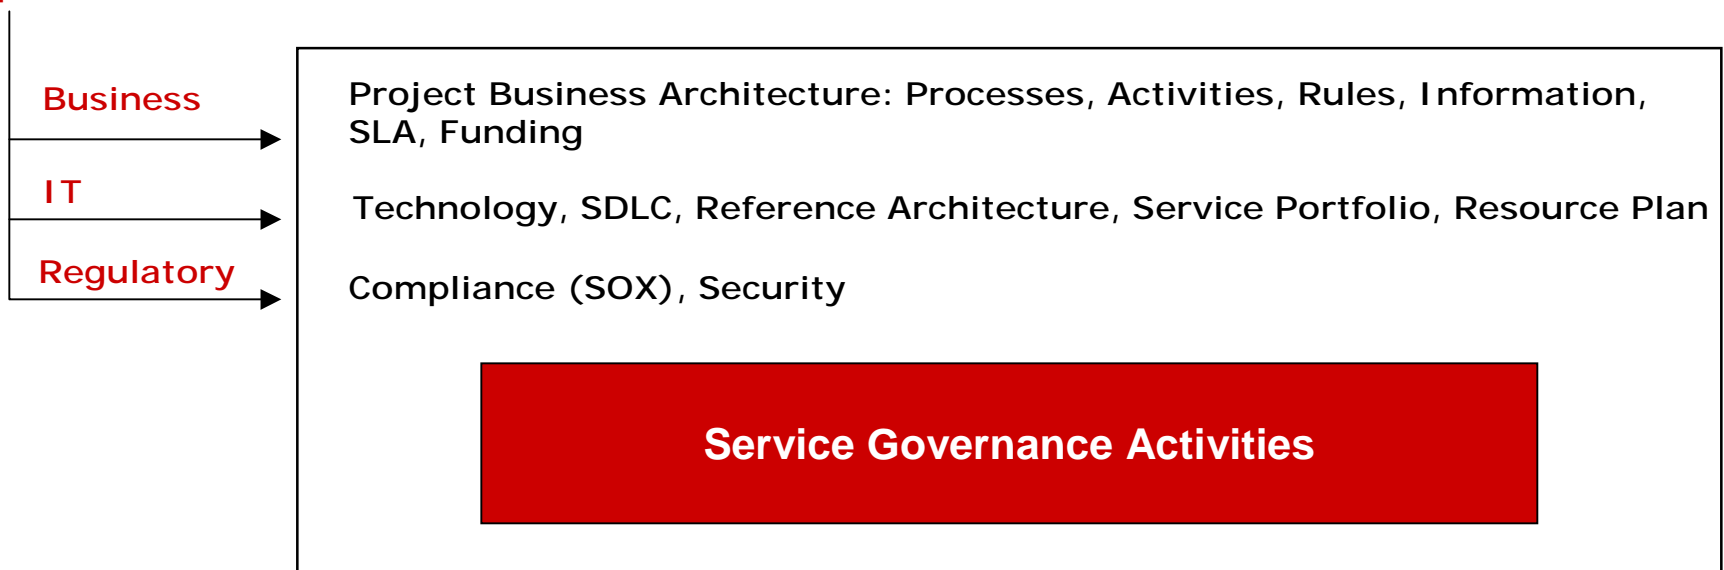 Business
Project Business Architecture: Processes, Activities, Rules, Information,
SLA, Funding
IT
Technology, SDLC, Reference Architecture, Service Portfolio, Resource Plan
Regulatory
Compliance (SOX), Security
Service Governance Activities